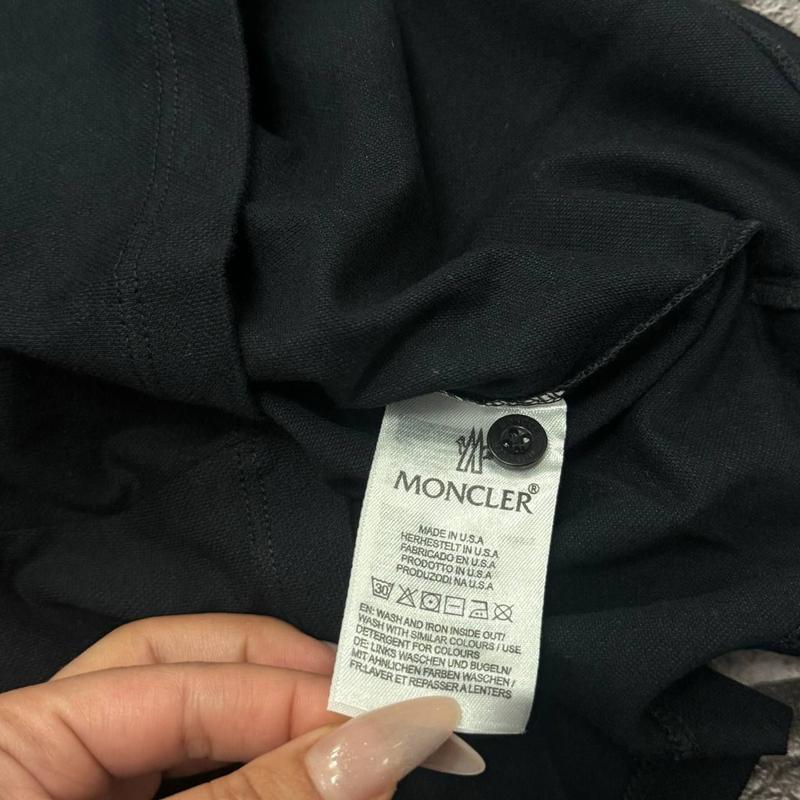 MONCLER®
MADE IN U.S.A
HERHESTELT IN U.S.A
FABRICADO EN U.S.A
PRODOTTO IN U.S.A
PRODUZODI NA U.S.A
30
EN: WASH AND IRON INSIDE OUT/
WASH WITH SIMILAR COLOURS / USE
DETERGENT FOR COLOURS
DE: LINKS WASCHEN UND BUGELN/
MIT AHNLICHEN FARBEN WASCHEN /
FR:LAVER ET REPASSER A LENTERS